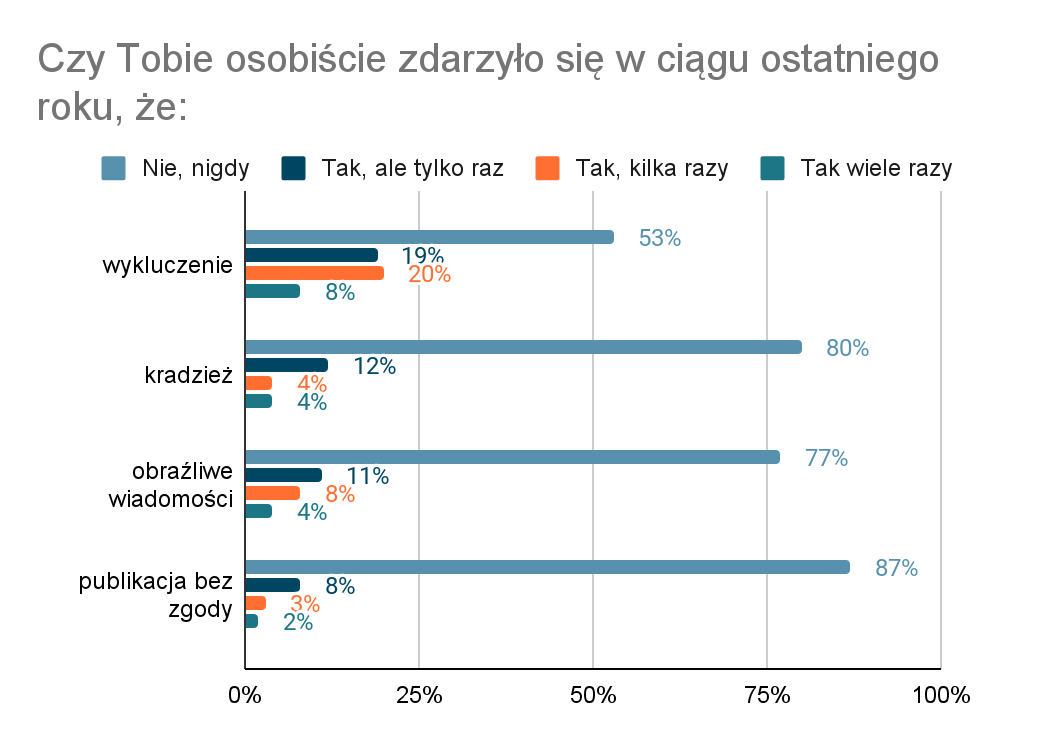 Czy Tobie osobiście zdarzyło się w ciągu ostatniego
roku, że:
Nie, nigdy Tak, ale tylko raz Tak, kilka razy Tak wiele razy
wykluczenie
53%
19%
20%
8%
kradzież
80%
12%
4%
4%
obraźliwe
wiadomości
77%
11%
8%
4%
publikacja bez
zgody
87%
8%
3%
2%
0% 25% 50% 75% 100%